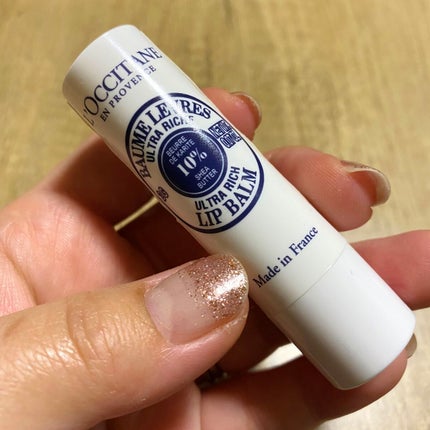 L'OCCITANE
EN PROVENCE
BAUME LÈVRES
ULTRA RICHE
BEURRE
DE KARITÉ
10%
SHEA
BUTTER
ULTRA RICH
LIP BALM
Made in France